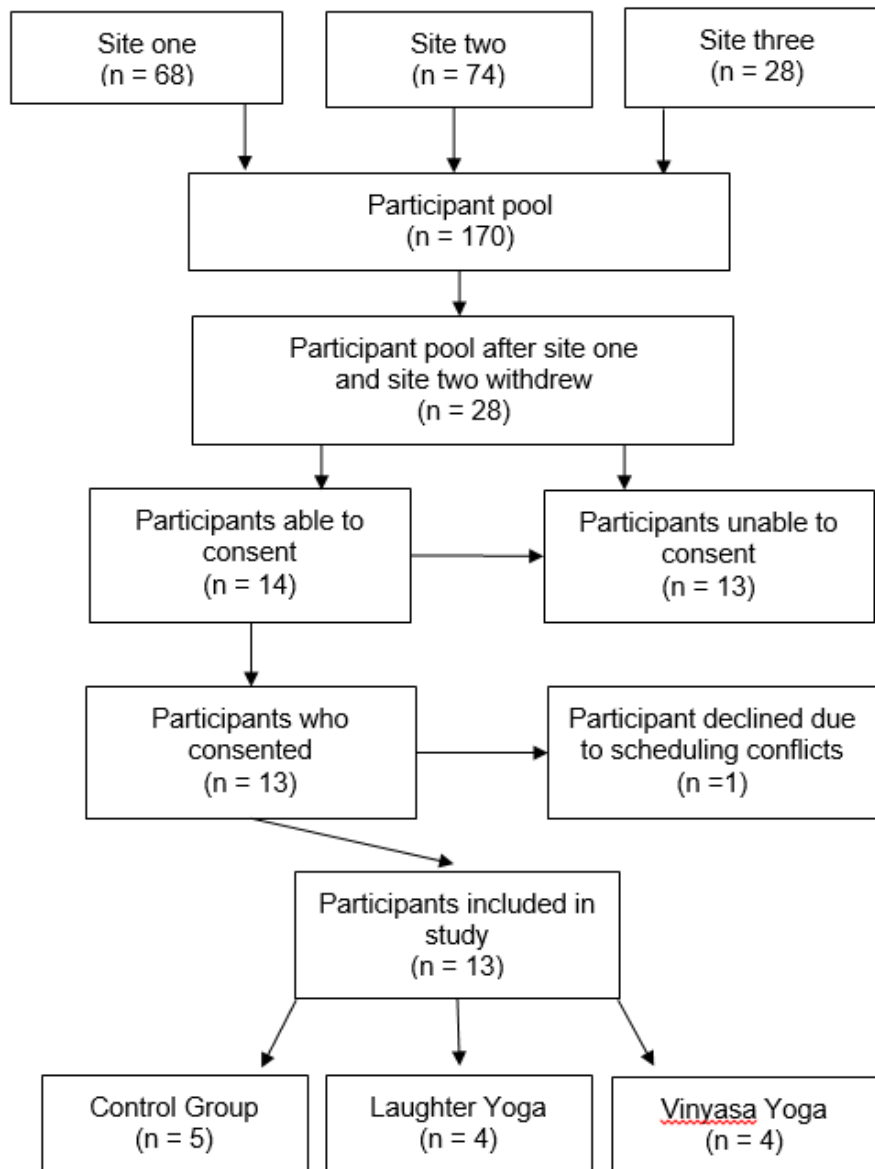 Site one
(n = 68)
Site two
(n = 74)
Site three
(n = 28)
Participant pool
(n = 170)
Participant pool after site one
and site two withdrew
(n = 28)
Participants able to
consent
(n = 14)
Participants unable to
consent
(n = 13)
Participants who
consented
(n = 13)
Participant declined due
to scheduling conflicts
(n =1)
Participants included in
study
(n = 13)
Control Group
(n = 5)
Laughter Yoga
(n = 4)
Vinyasa Yoga
(n = 4)